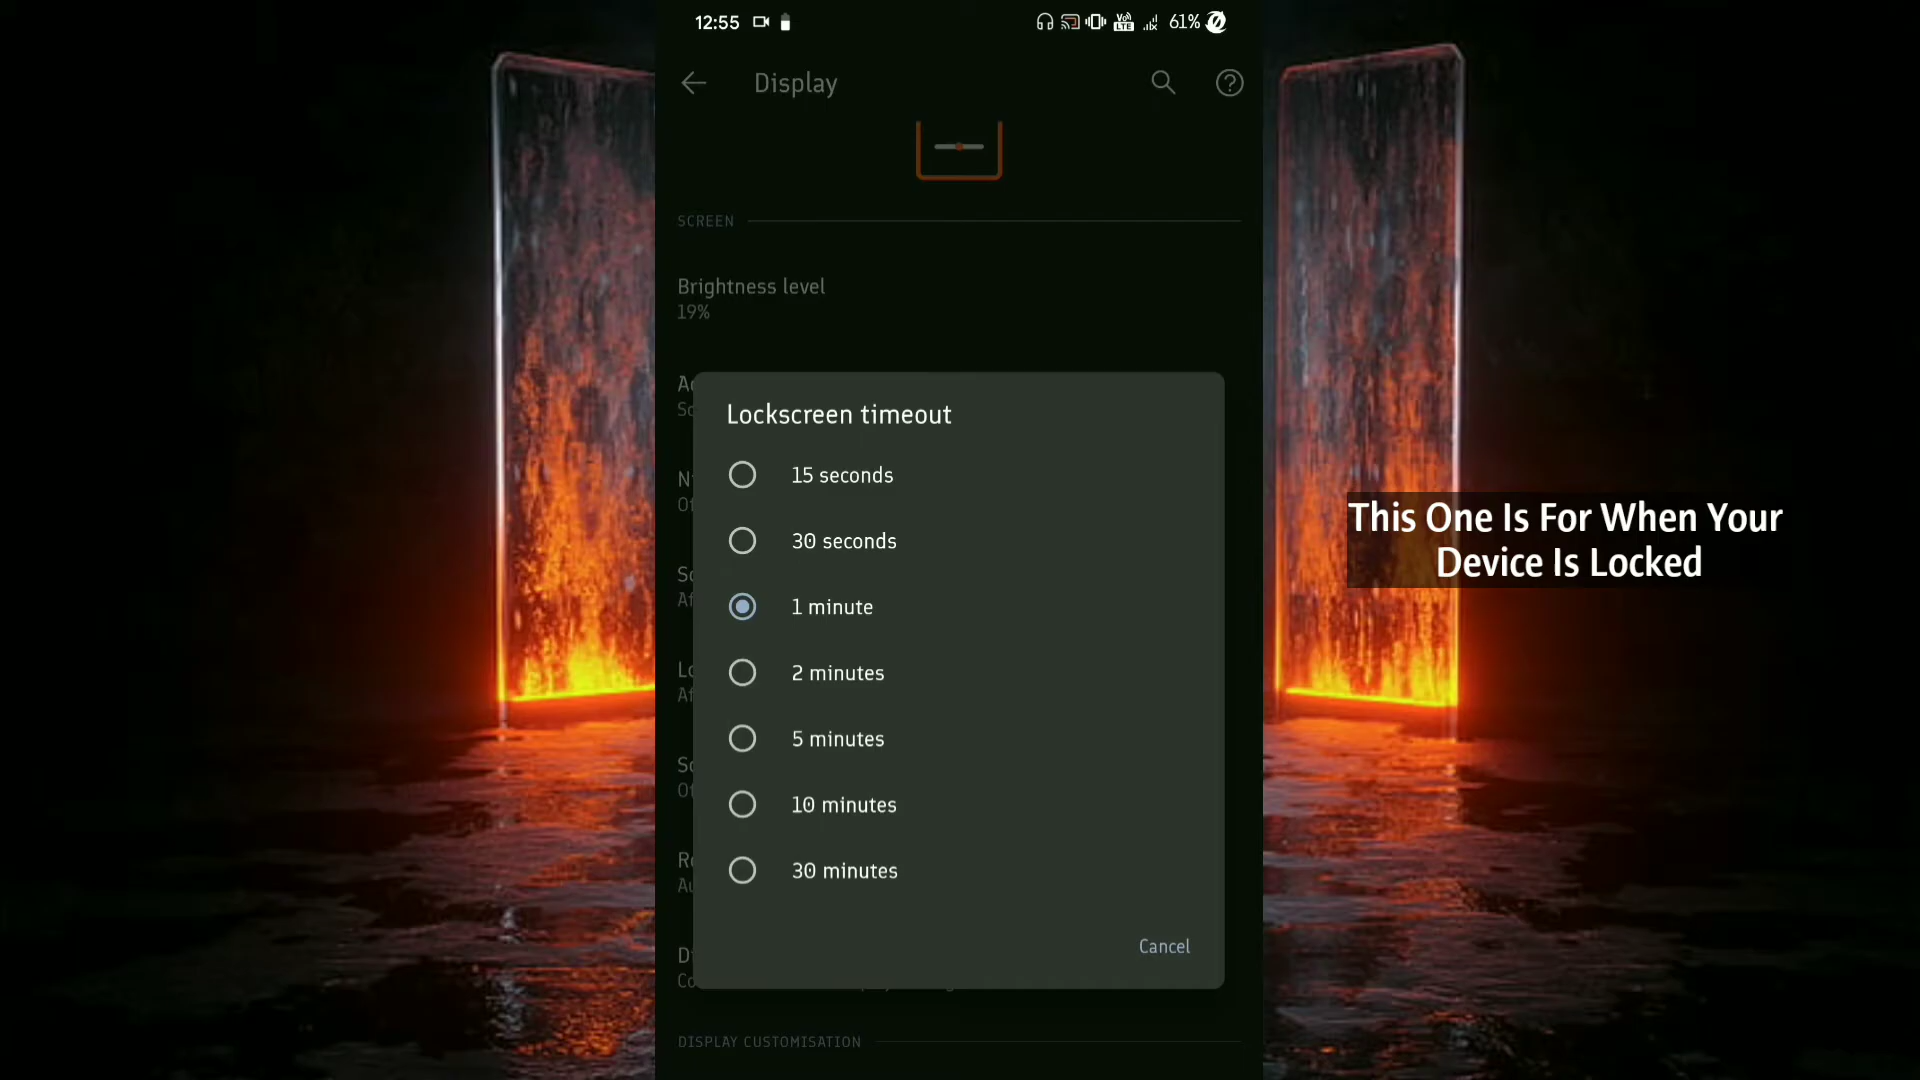 12:55
VoLTE
61%
Display
SCREEN
Brightness level
19%
Lockscreen timeout
15 seconds
30 seconds
1 minute
2 minutes
5 minutes
10 minutes
30 minutes
Cancel
DISPLAY CUSTOMISATION
This One Is For When Your
Device Is Locked